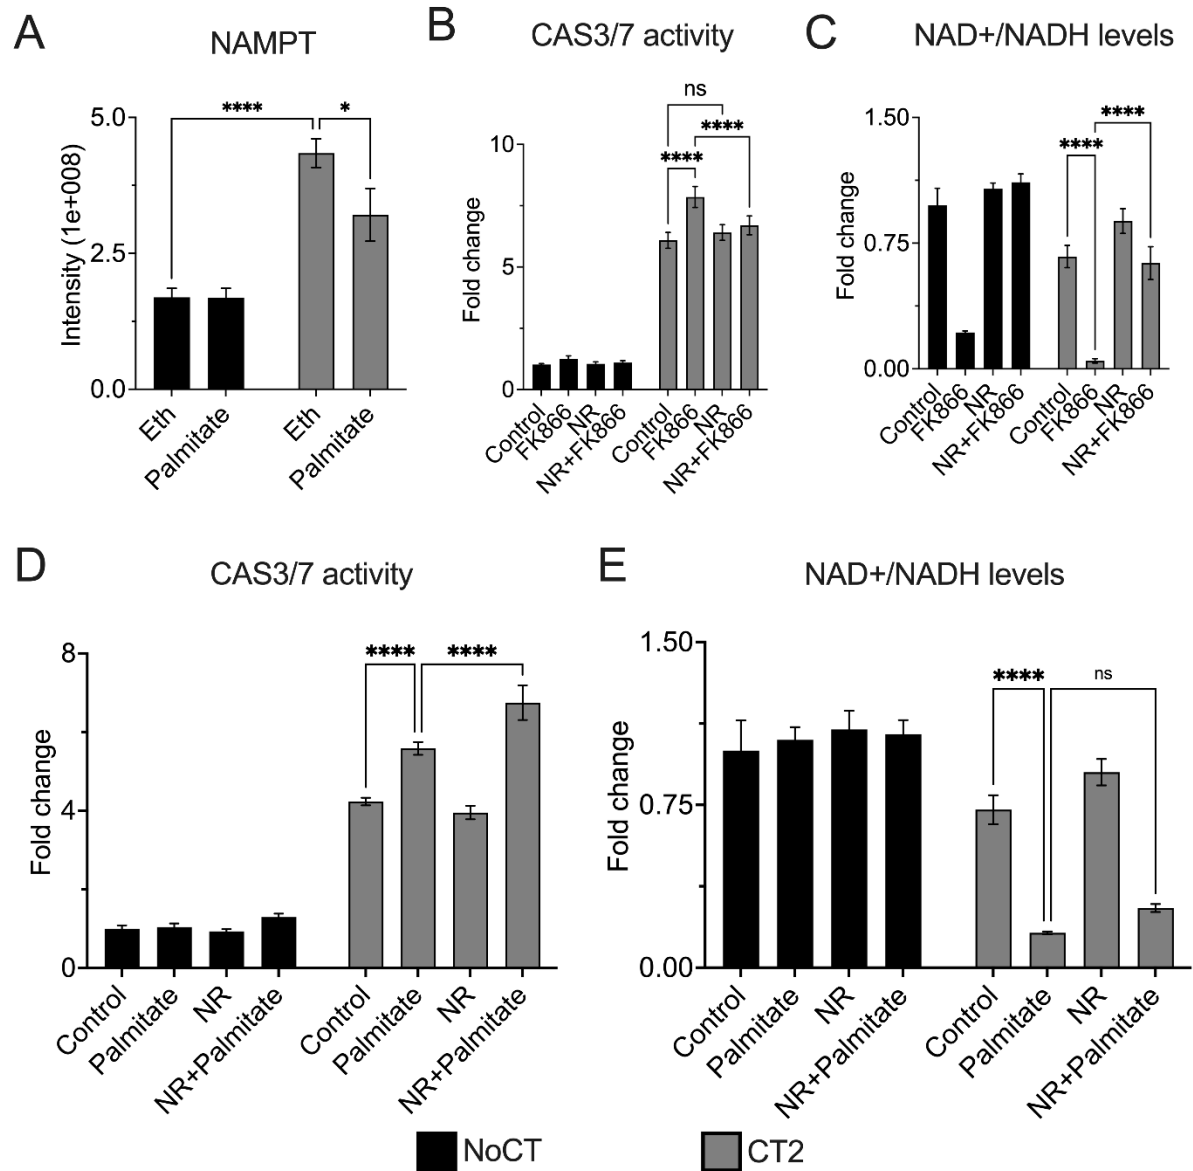 A
NAMPT
Intensity (1e+008)
5.0
2.5
0.0
****
*
Eth
Palmitate
Eth
Palmitate
B
CAS3/7 activity
Fold change
10
5
0
ns
****
****
Control
FK866
NR
NR+FK866
Control
FK866
NR
NR+FK866
C
NAD+/NADH levels
Fold change
1.50
0.75
0.00
****
****
Control
FK866
NR
NR+FK866
Control
FK866
NR
NR+FK866
D
CAS3/7 activity
Fold change
8
4
0
****
****
Control
Palmitate
NR
NR+Palmitate
Control
Palmitate
NR
NR+Palmitate
E
NAD+/NADH levels
Fold change
1.50
0.75
0.00
****
ns
Control
Palmitate
NR
NR+Palmitate
Control
Palmitate
NR
NR+Palmitate
NoCT
CT2